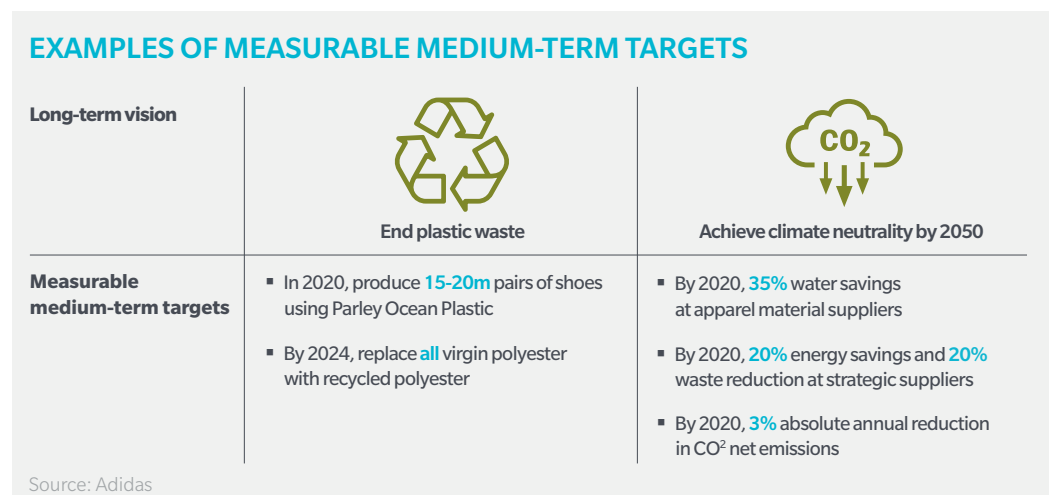 EXAMPLES OF MEASURABLE MEDIUM-TERM TARGETS
Long-term vision
CO₂
End plastic waste
Achieve climate neutrality by 2050
Measurable
medium-term targets
▪ In 2020, produce 15-20m pairs of shoes
using Parley Ocean Plastic
▪ By 2024, replace all virgin polyester
with recycled polyester
▪ By 2020, 35% water savings
at apparel material suppliers
▪ By 2020, 20% energy savings and 20%
waste reduction at strategic suppliers
▪ By 2020, 3% absolute annual reduction
in CO² net emissions
Source: Adidas